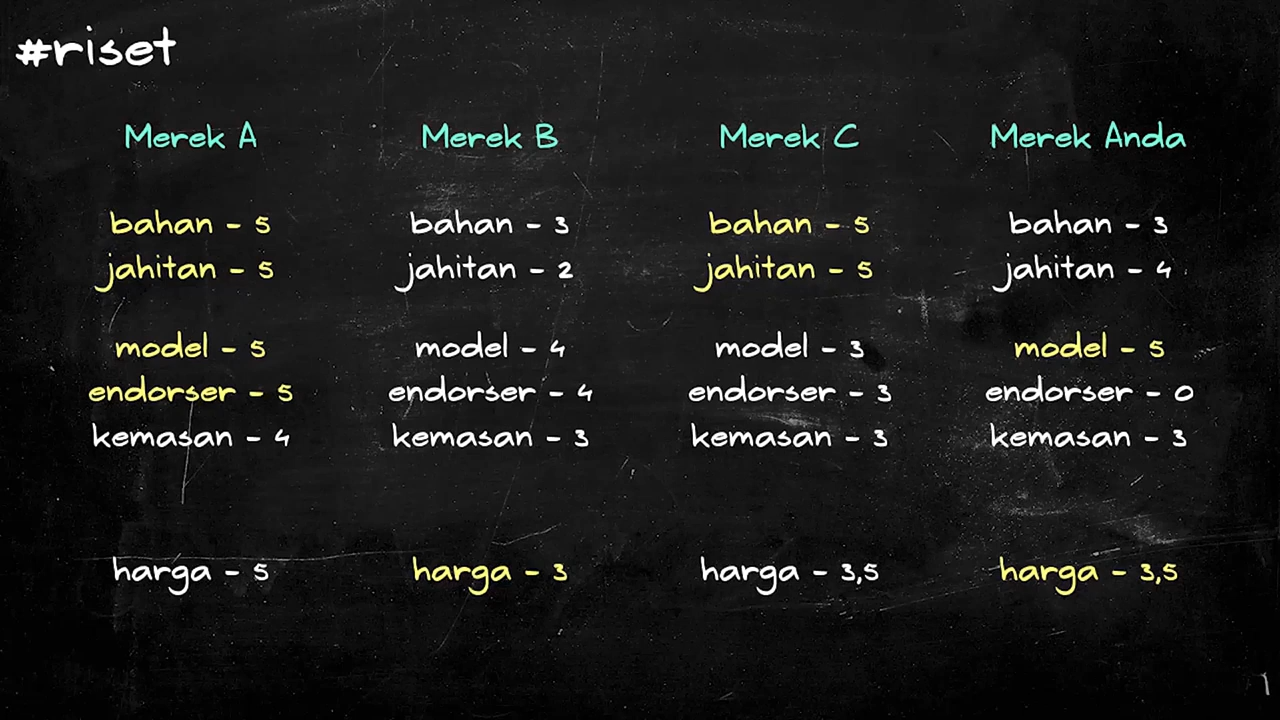 #riset
Merek A
bahan - 5
jahitan - 5
model - 5
endorser - 5
kemasan - 4
harga - 5
Merek B
bahan - 3
jahitan - 2
model - 4
endorser - 4
kemasan - 3
harga - 3
Merek C
bahan - 5
jahitan - 5
model - 3
endorser - 3
kemasan - 3
harga - 3,5
Merek Anda
bahan - 3
jahitan - 4
model - 5
endorser - 0
kemasan - 3
harga - 3,5